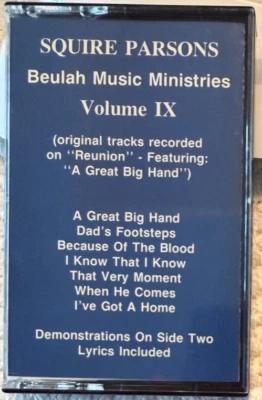 SQUIRE PARSONS
Beulah Music Ministries
Volume IX
(original tracks recorded
on "Reunion" - Featuring:
"A Great Big Hand")
A Great Big Hand
Dad's Footsteps
Because Of The Blood
I Know That I Know
That Very Moment
When He Comes
I've Got A Home
Demonstrations On Side Two
Lyrics Included